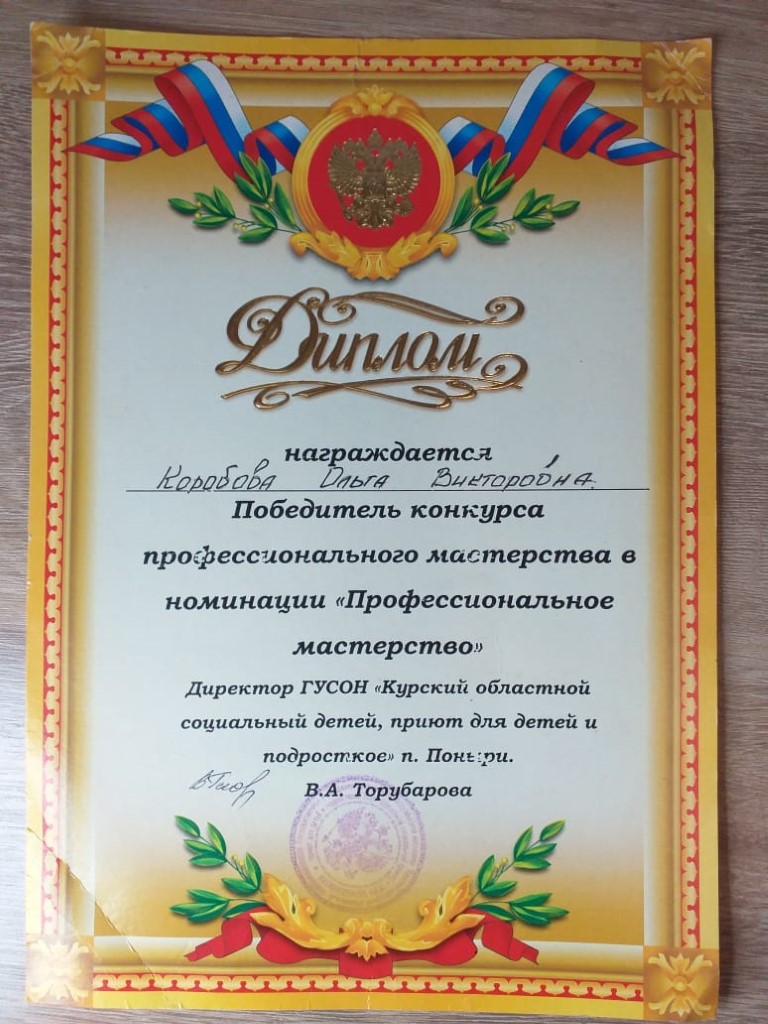 Диплом
награждается
Коробова Ольга Викторовна.
Победитель конкурса
профессионального мастерства в
номинации «Профессиональное
мастерство»
Директор ГУСОН «Курский областной
социальный детей, приют для детей и
подросткое» п. Поныри.
В.А. Торубарова